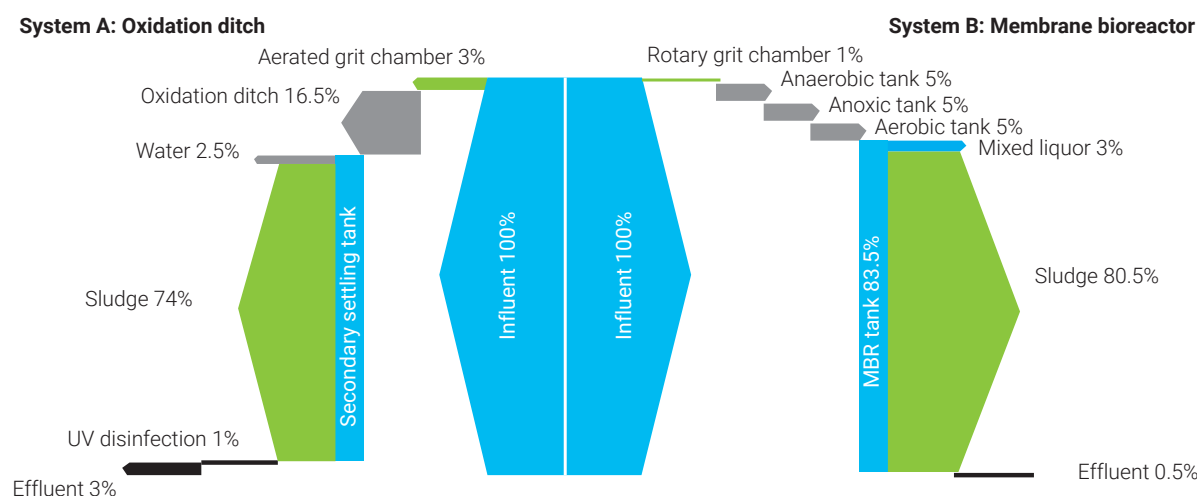 System A: Oxidation ditch
System B: Membrane bioreactor
Aerated grit chamber 3%
Oxidation ditch 16.5%
Water 2.5%
Secondary settling tank
Sludge 74%
UV disinfection 1%
Effluent 3%
Influent 100%
Influent 100%
Rotary grit chamber 1%
Anaerobic tank 5%
Anoxic tank 5%
Aerobic tank 5%
Mixed liquor 3%
MBR tank 83.5%
Sludge 80.5%
Effluent 0.5%